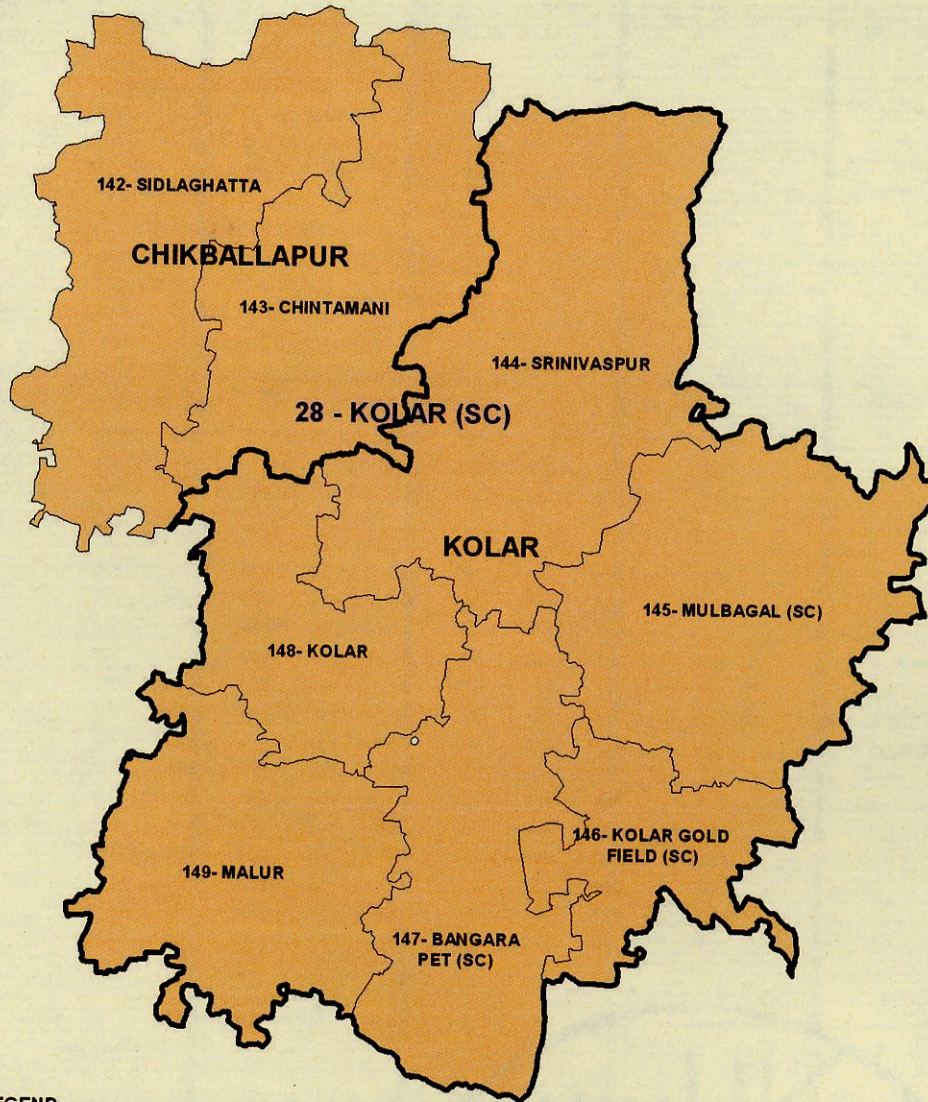 142- SIDLAGHATTA
CHIKBALLAPUR
143- CHINTAMANI
144- SRINIVASPUR
28 - KOLAR (SC)
KOLAR
145- MULBAGAL (SC)
148- KOLAR
146- KOLAR GOLD
FIELD (SC)
149- MALUR
147- BANGARA
PET (SC)